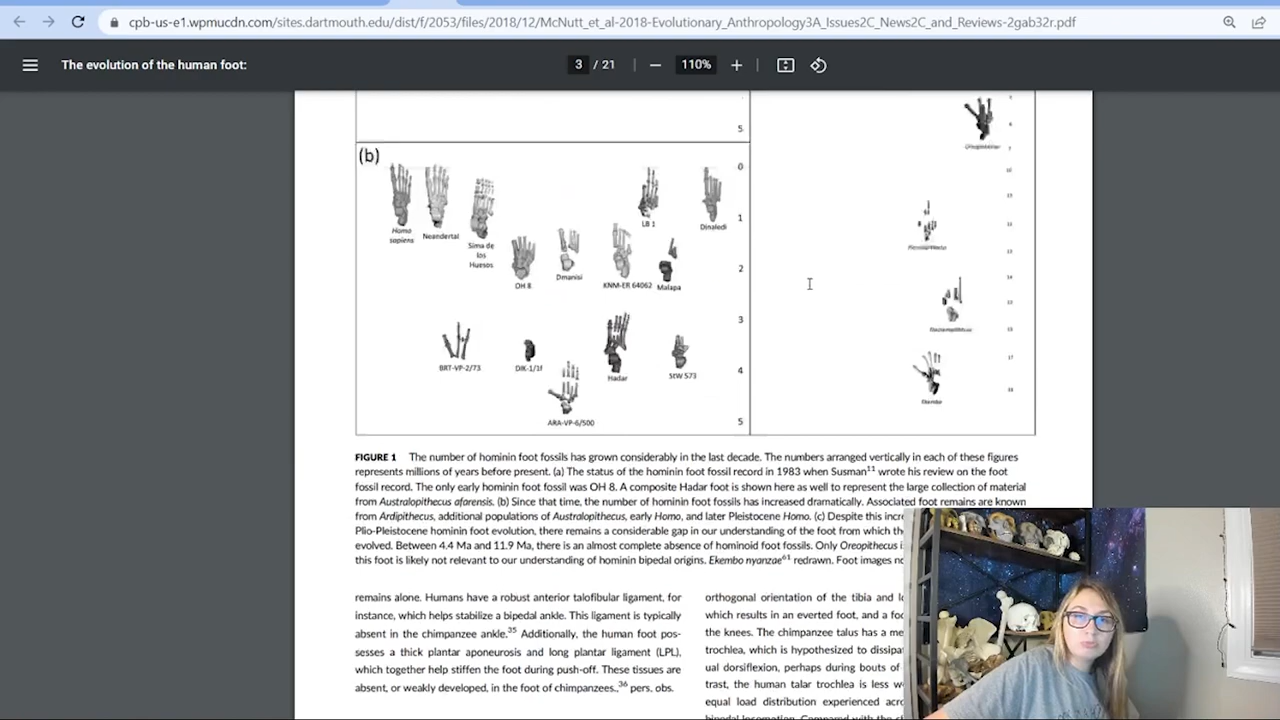 cpb-us-e1.wpmucdn.com/sites.dartmouth.edu/dist/f/2053/files/2018/12/McNutt_et_al-2018-Evolutionary_Anthropology3A_Issues2C_News2C_and_Reviews-2gab32r.pdf
The evolution of the human foot:
3 / 21
110%
5
(b)
0
Homo
sapiens
Neandertal
Sima de
los
Huesos
LB 1
Dinaledi
1
OH 8
Dmanisi
KNM-ER 64062
Malapa
2
3
BRT-VP-2/73
DIK-1/1f
Hadar
StW 573
4
ARA-VP-6/500
5
FIGURE 1 The number of hominin foot fossils has grown considerably in the last decade. The numbers arranged vertically in each of these figures
represents millions of years before present. (a) The status of the hominin foot fossil record in 1983 when Susman11 wrote his review on the foot
fossil record. The only early hominin foot fossil was OH 8. A composite Hadar foot is shown here as well to represent the large collection of material
from Australopithecus afarensis. (b) Since that time, the number of hominin foot fossils has increased dramatically. Associated foot remains are known
from Ardipithecus, additional populations of Australopithecus, early Homo, and later Pleistocene Homo. (c) Despite this incre
Plio-Pleistocene hominin foot evolution, there remains a considerable gap in our understanding of the foot from which the
evolved. Between 4.4 Ma and 11.9 Ma, there is an almost complete absence of hominoid foot fossils. Only Oreopithecus i
this foot is likely not relevant to our understanding of hominin bipedal origins. Ekembo nyanzae61 redrawn. Foot images no
remains alone. Humans have a robust anterior talofibular ligament, for
instance, which helps stabilize a bipedal ankle. This ligament is typically
absent in the chimpanzee ankle.35 Additionally, the human foot pos-
sesses a thick plantar aponeurosis and long plantar ligament (LPL),
which together help stiffen the foot during push-off. These tissues are
absent, or weakly developed, in the foot of chimpanzees.,36 pers. obs.
orthogonal orientation of the tibia and l
which results in an everted foot, and a foo
the knees. The chimpanzee talus has a me
trochlea, which is hypothesized to dissipat
ual dorsiflexion, perhaps during bouts of
trast, the human talar trochlea is less w
equal load distribution experienced acr
bipedal locomotion. Compared with the